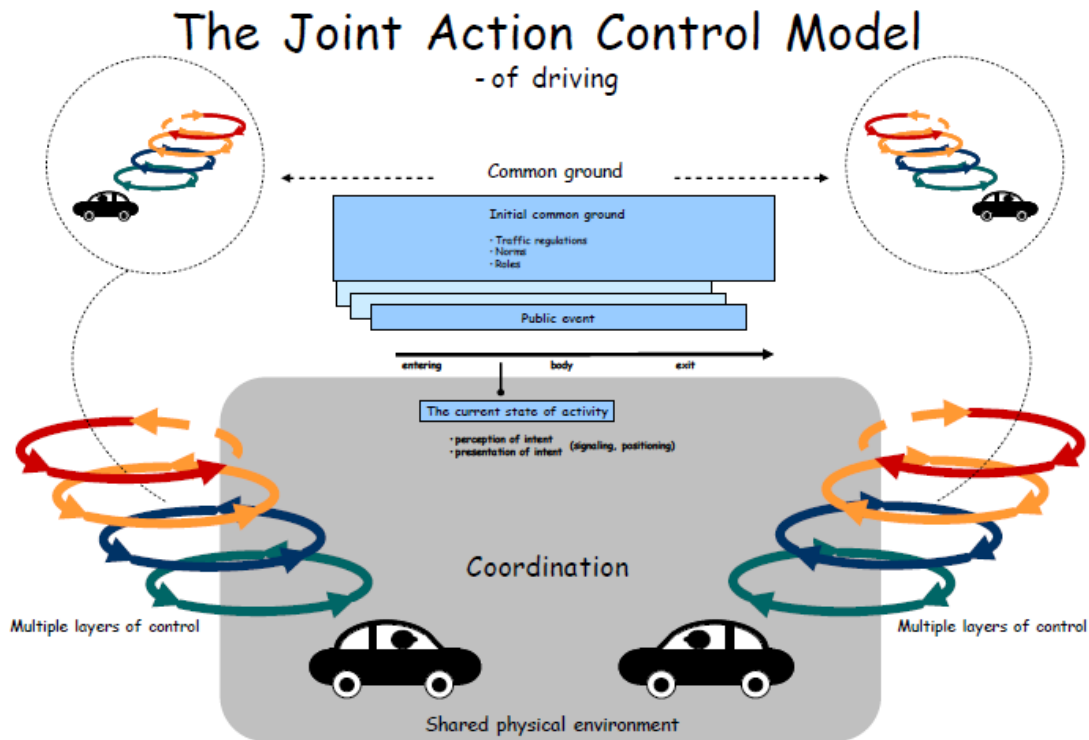 The Joint Action Control Model
- of driving
Common ground
Initial common ground
• Traffic regulations
• Norms
• Roles
Public event
entering body exit
The current state of activity
• perception of intent
• presentation of intent (signaling, positioning)
Coordination
Multiple layers of control
Multiple layers of control
Shared physical environment